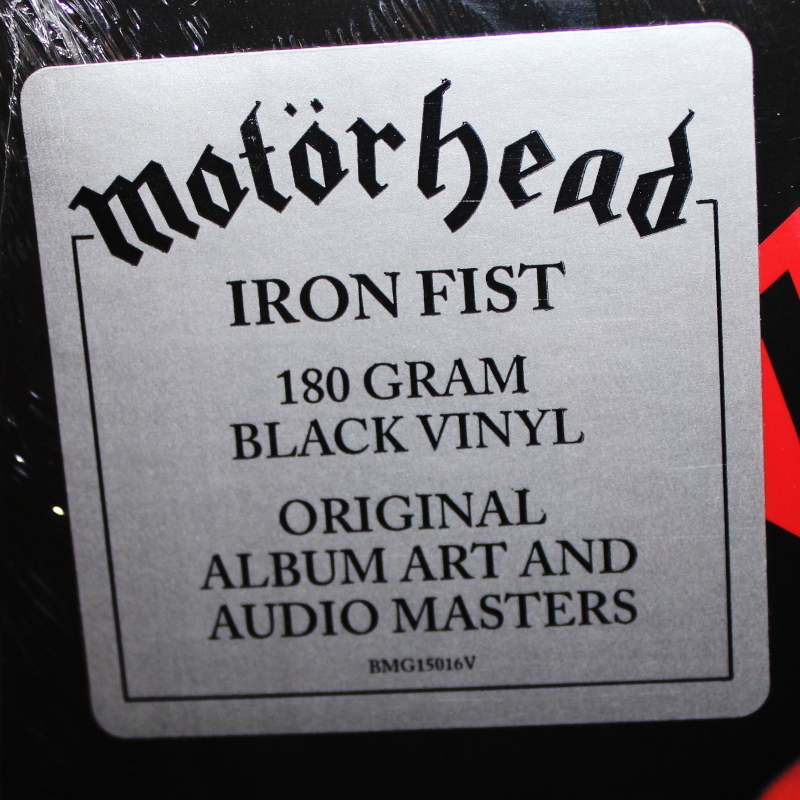 motörhead
IRON FIST
180 GRAM
BLACK VINYL
ORIGINAL
ALBUM ART AND
AUDIO MASTERS
BMG15016V